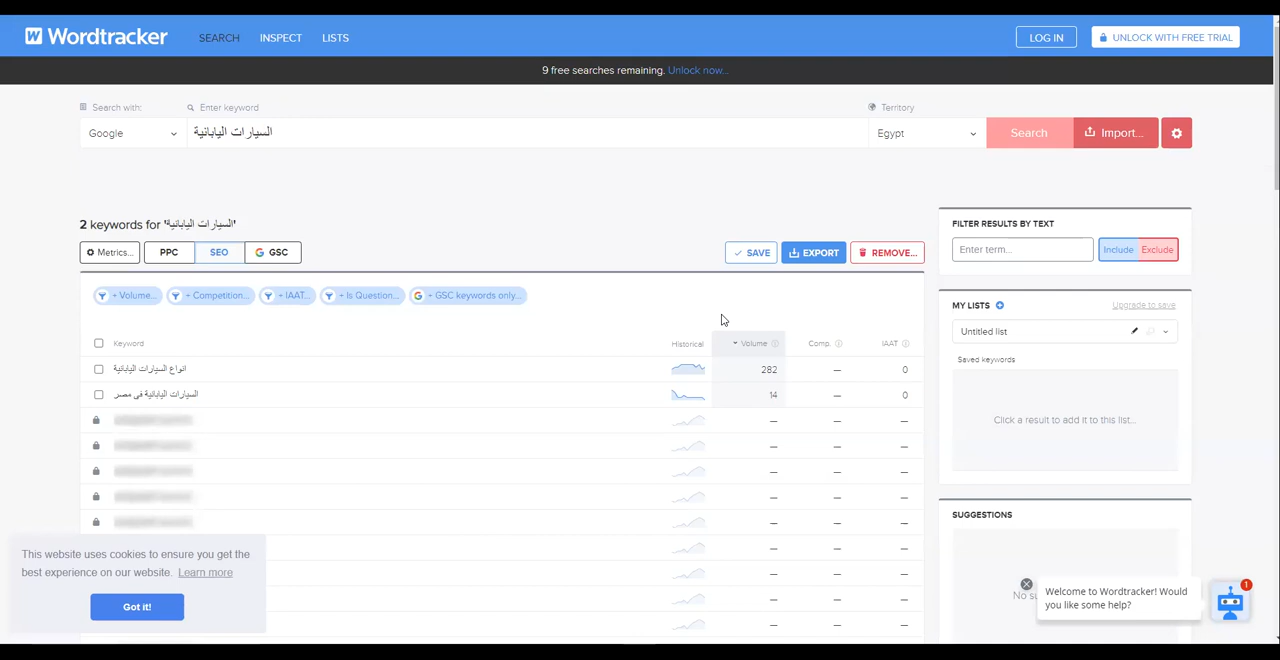 Wordtracker SEARCH INSPECT LISTS LOG IN UNLOCK WITH FREE TRIAL
9 free searches remaining. Unlock now...
Search with: Enter keyword Territory
Google السيارات اليابانية Egypt Search Import...
2 keywords for 'السيارات اليابانية'
Metrics... PPC SEO GSC SAVE EXPORT REMOVE...
+ Volume... + Competition... + IAAT... + Is Question... + GSC keywords only...
Keyword Historical Volume Comp. IAAT
انواع السيارات اليابانية 282 — 0
السيارات اليابانية فى مصر 14 — 0
— — —
— — —
— — —
— — —
— — —
— — —
— — —
— — —
— — —
FILTER RESULTS BY TEXT
Enter term... Include Exclude
MY LISTS Upgrade to save
Untitled list
Saved keywords
Click a result to add it to this list...
SUGGESTIONS
No su
This website uses cookies to ensure you get the
best experience on our website. Learn more
Got it!
Welcome to Wordtracker! Would
you like some help?
1